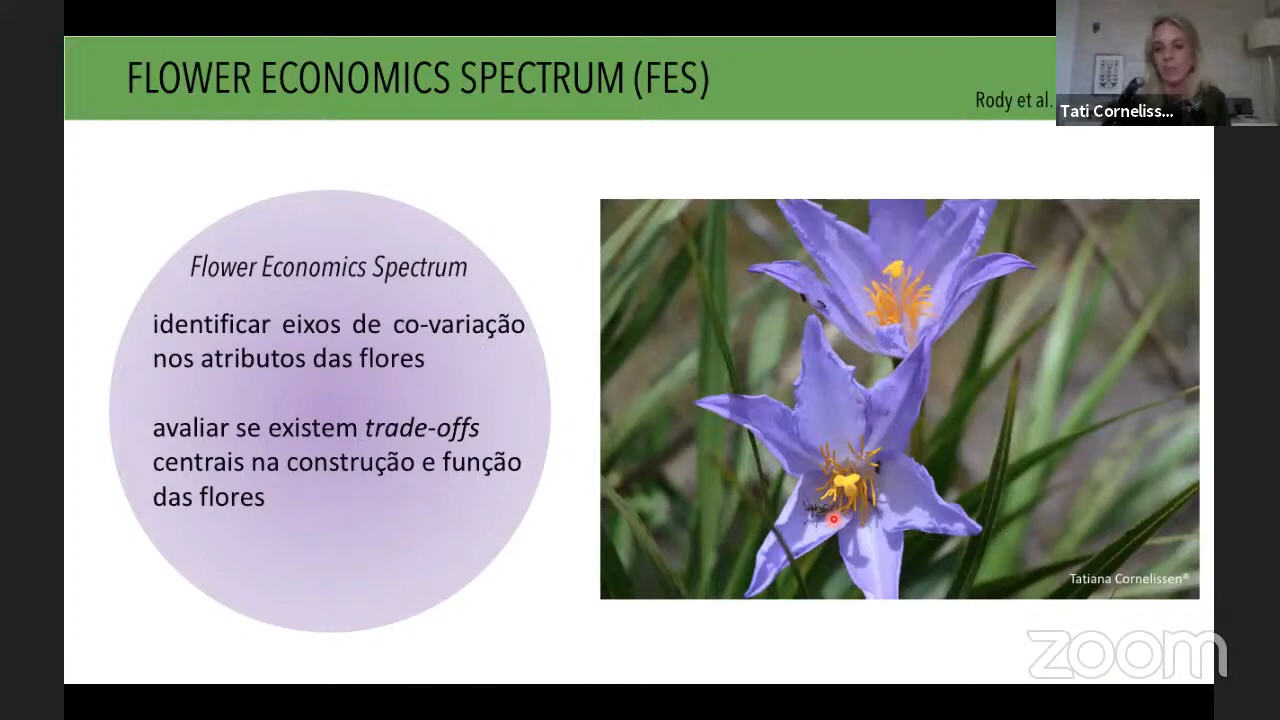 FLOWER ECONOMICS SPECTRUM (FES)
Rody et al.
Tati Corneliss...
Flower Economics Spectrum
identificar eixos de co-variação
nos atributos das flores
avaliar se existem trade-offs
centrais na construção e função
das flores
Tatiana Cornelissen®
zoom